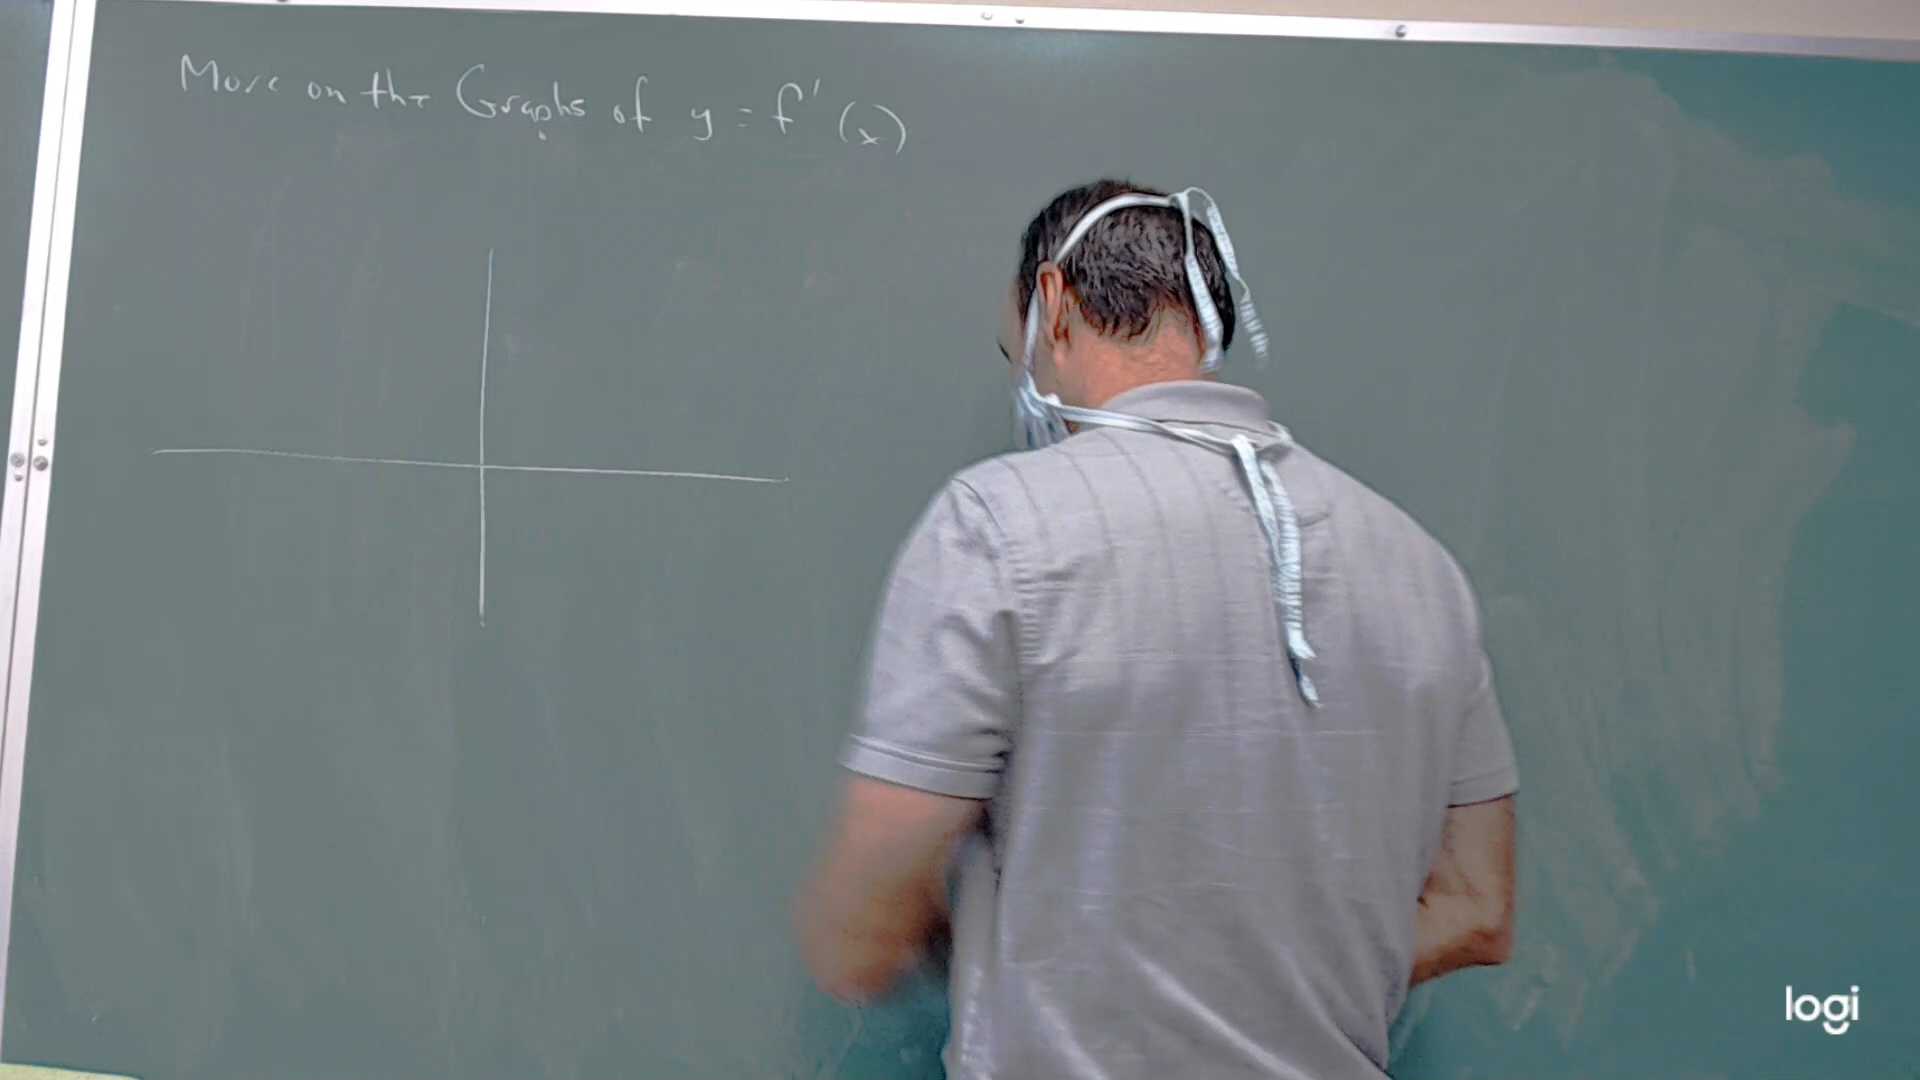 More on the Graphs of y = f'(x)
logi